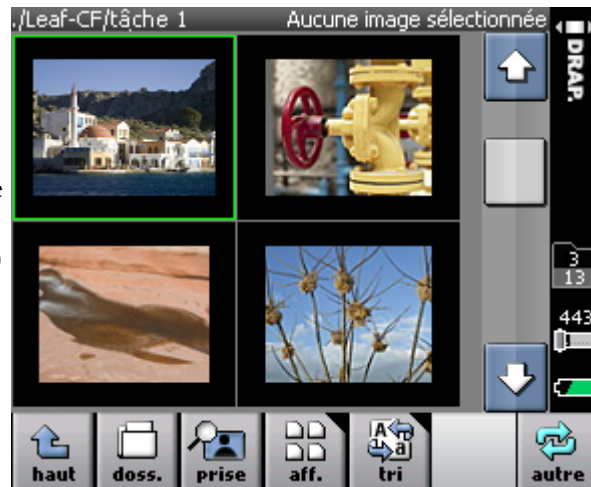 ./Leaf-CF/tâche 1 Aucune image sélectionnée
DRAP.
3
13
443
haut doss. prise aff. tri autre